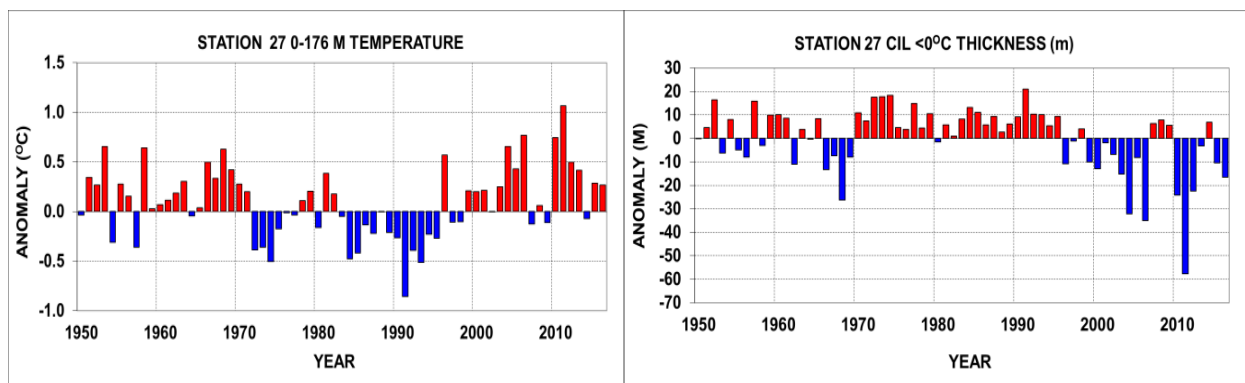 STATION 27 0-176 M TEMPERATURE
1.5
1.0
0.5
0.0
-0.5
-1.0
ANOMALY (ºC)
1950 1960 1970 1980 1990 2000 2010
YEAR
STATION 27 CIL <0ºC THICKNESS (m)
30
20
10
0
-10
-20
-30
-40
-50
-60
-70
ANOMALY (M)
1950 1960 1970 1980 1990 2000 2010
YEAR